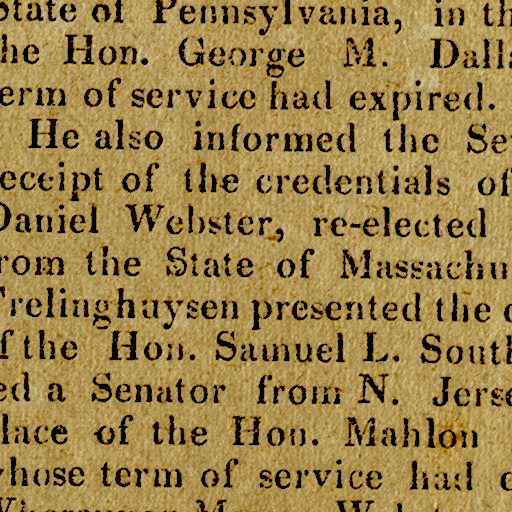 State of Pennsylvania, in th
he Hon. George M. Dalla
erm of service had expired.
He also informed the Se
eceipt of the credentials of
Daniel Webster, re-elected
rom the State of Massachu
Frelinghuysen presented the c
f the Hon. Samuel L. South
ed a Senator from N. Jerse
lace of the Hon. Mahlon
whose term of service had e